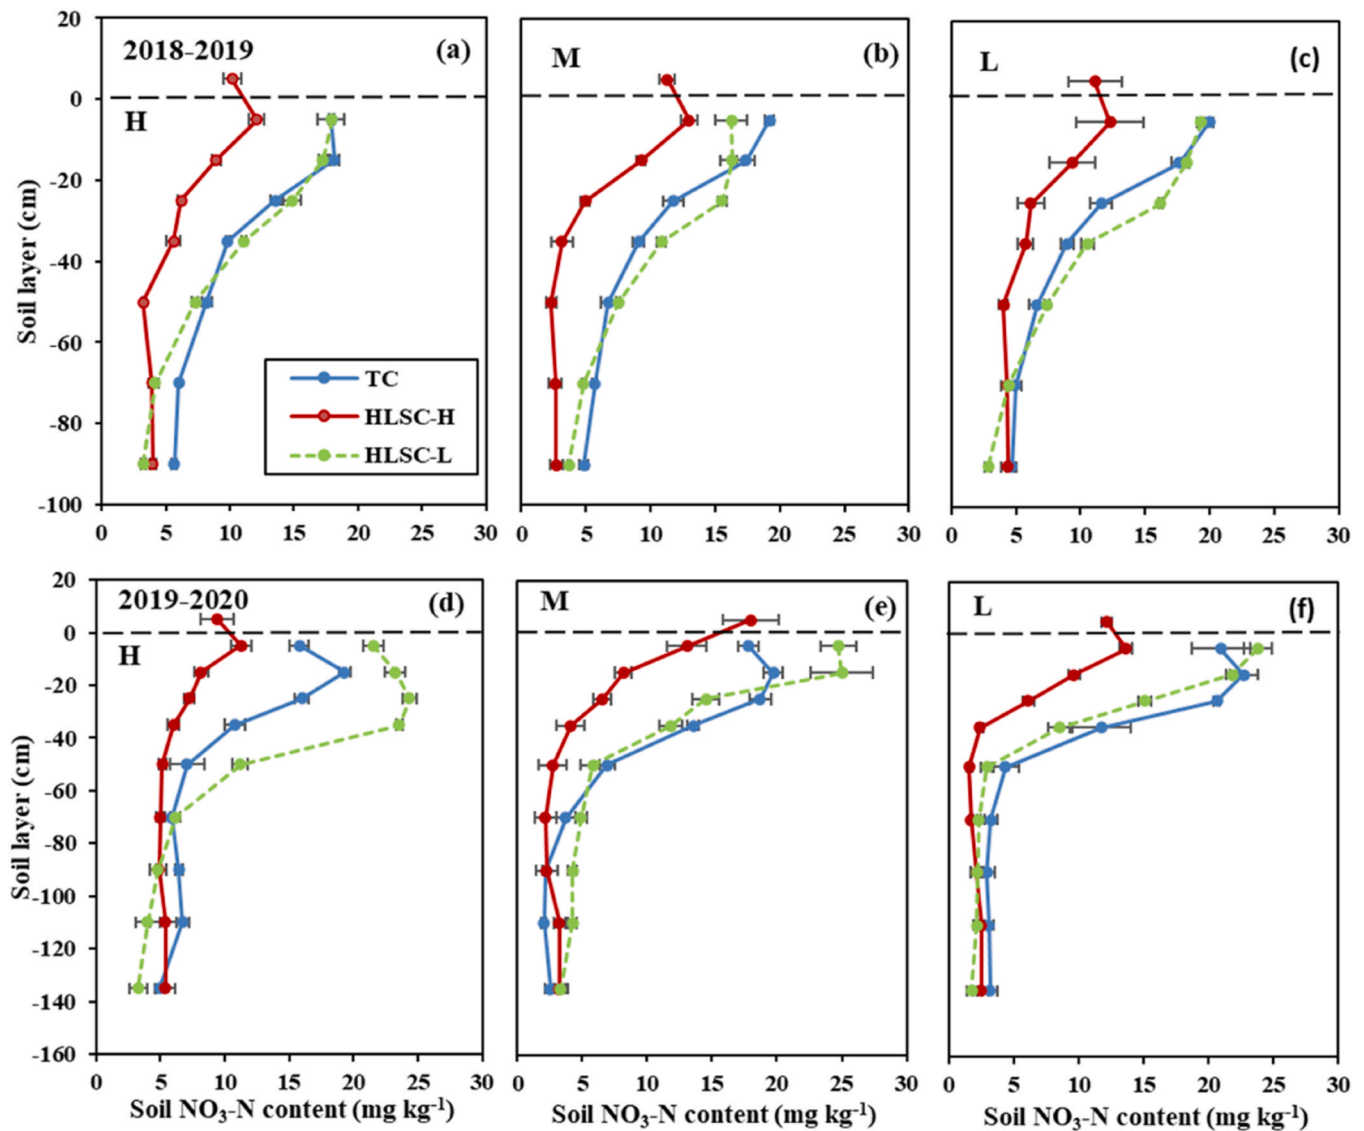 20
0
-20
-40
-60
-80
-100
Soil layer (cm)
2018-2019
(a)
H
TC
HLSC-H
HLSC-L
0 5 10 15 20 25 30
M
(b)
0 5 10 15 20 25 30
L
(c)
0 5 10 15 20 25 30
20
0
-20
-40
-60
-80
-100
-120
-140
-160
Soil layer (cm)
2019-2020
(d)
H
0 5 10 15 20 25 30
Soil NO₃-N content (mg kg⁻¹)
M
(e)
0 5 10 15 20 25 30
Soil NO₃-N content (mg kg⁻¹)
L
(f)
0 5 10 15 20 25 30
Soil NO₃-N content (mg kg⁻¹)